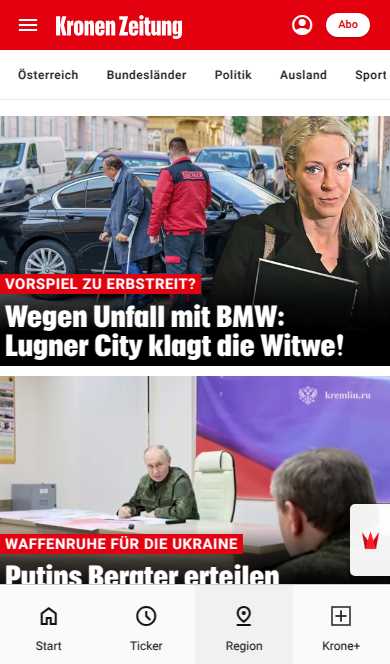 Kronen Zeitung
Abo
Österreich Bundesländer Politik Ausland Sport
VORSPIEL ZU ERBSTREIT?
Wegen Unfall mit BMW:
Lugner City klagt die Witwe!
kremlin.ru
WAFFENRUHE FÜR DIE UKRAINE
Putins Berater erteilen
Start Ticker Region Krone+